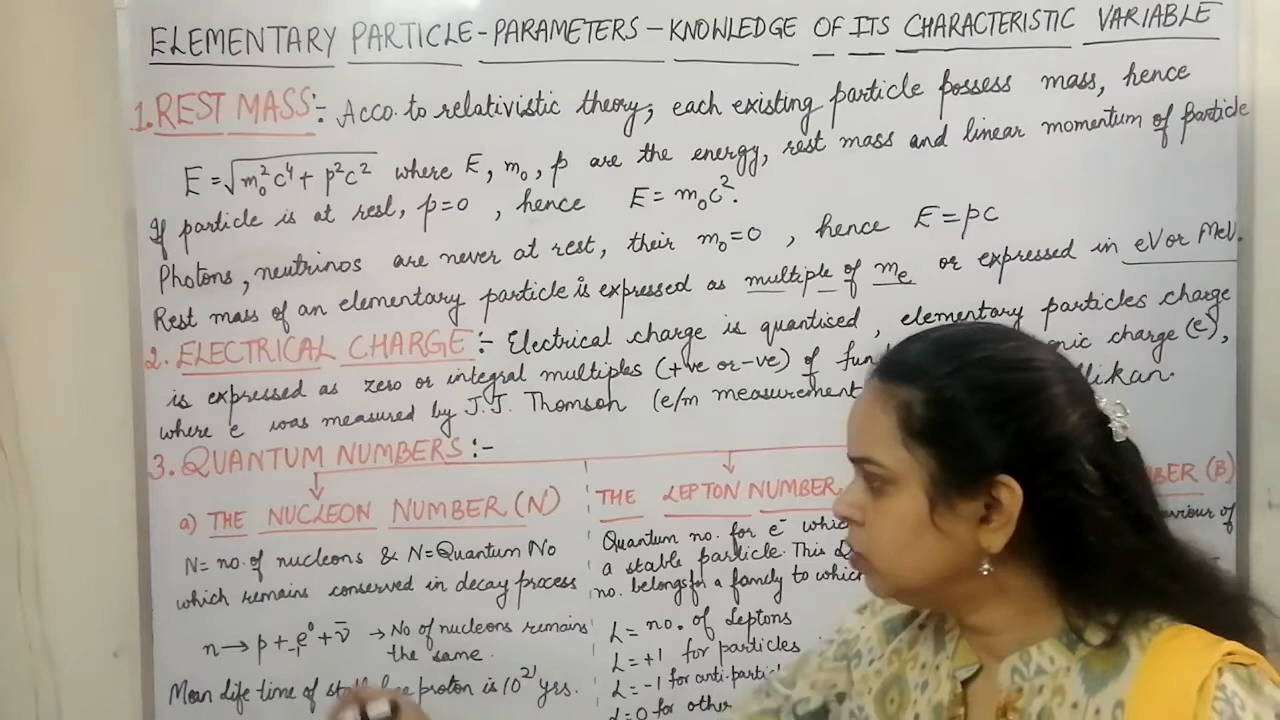 ELEMENTARY PARTICLE-PARAMETERS-KNOWLEDGE OF ITS CHARACTERISTIC VARIABLE
1. REST MASS:- Acco. to relativistic theory, each existing particle possess mass, hence
E = √m₀²c⁴ + p²c² where E, m₀, p are the energy, rest mass and linear momentum of particle
If particle is at rest, p=0, hence E = m₀c².
Photons, neutrinos are never at rest, their m₀=0, hence E=pc
Rest mass of an elementary particle is expressed as multiple of mₑ or expressed in eV or MeV.
2. ELECTRICAL CHARGE:- Electrical charge is quantised, elementary particles charge
is expressed as zero or integral multiples (+ve or -ve) of charge (e),
where e was measured by J.J. Thomson (e/m measurement
3. QUANTUM NUMBERS:-
a) THE NUCLEON NUMBER (N)
N= no. of nucleons & N=Quantum No
which remains conserved in decay process
n → p + ₋₁e⁰ + ν̄ → No of nucleons remains
the same.
Mean life time of proton is 10²¹ yrs.
THE LEPTON NUMBER
Quantum no. for e⁻
a stable particle. This
no. belongs for a family to which
L = no. of Leptons
L = +1 for particles
L = -1 for anti-
L = 0 for other
(B)
of